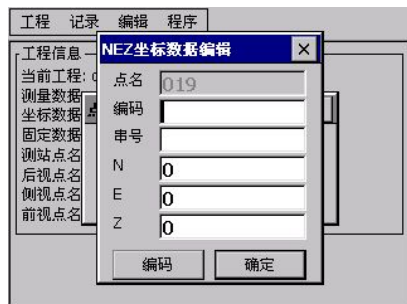 工程 记录 编辑 程序
工程信息
当前工程:
测量数据
坐标数据
固定数据
测站点名
后视点名
侧视点名
前视点名
NEZ坐标数据编辑 ×
点名 019
编码
串号
N 0
E 0
Z 0
编码 确定